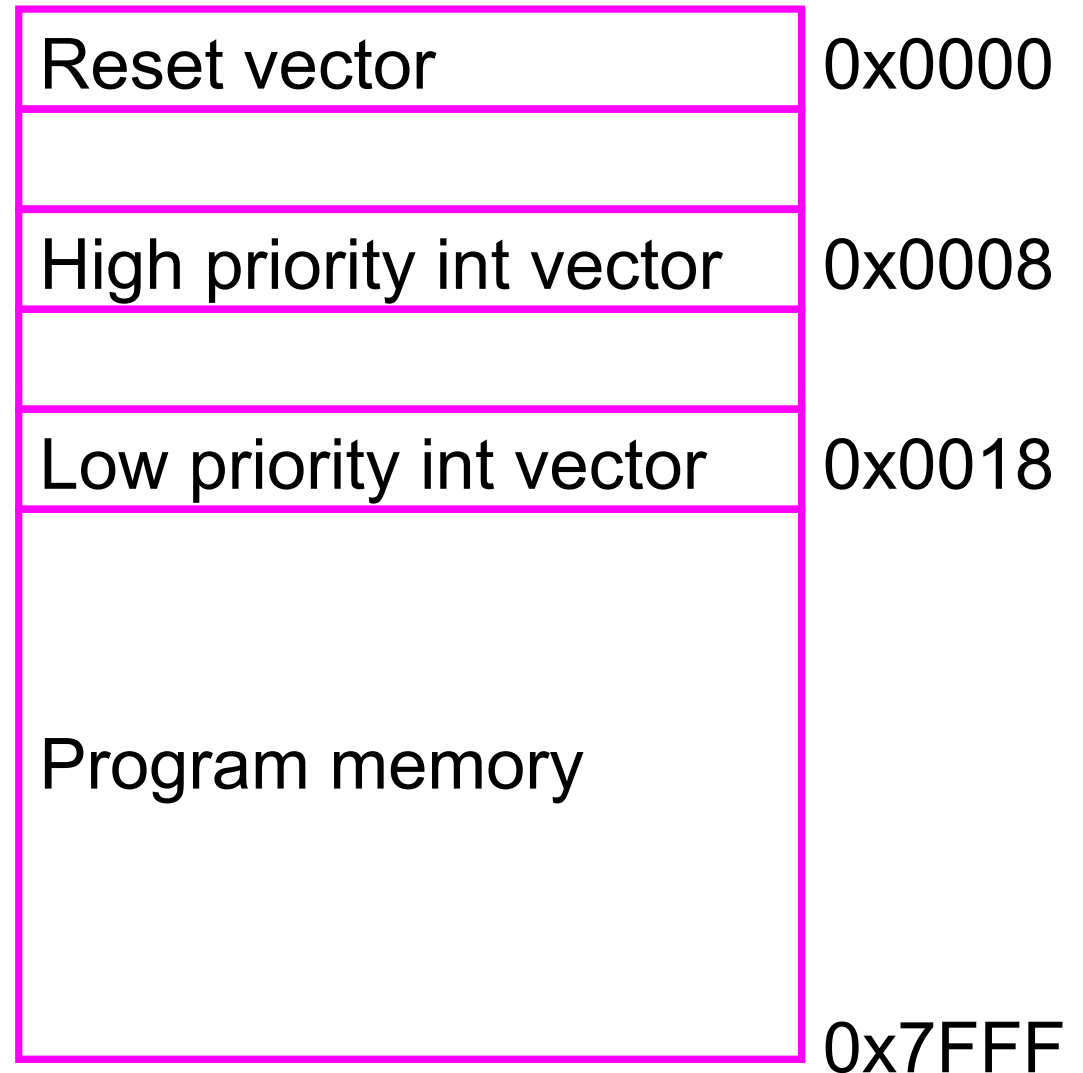 Reset vector 0x0000
High priority int vector 0x0008
Low priority int vector 0x0018
Program memory
0x7FFF